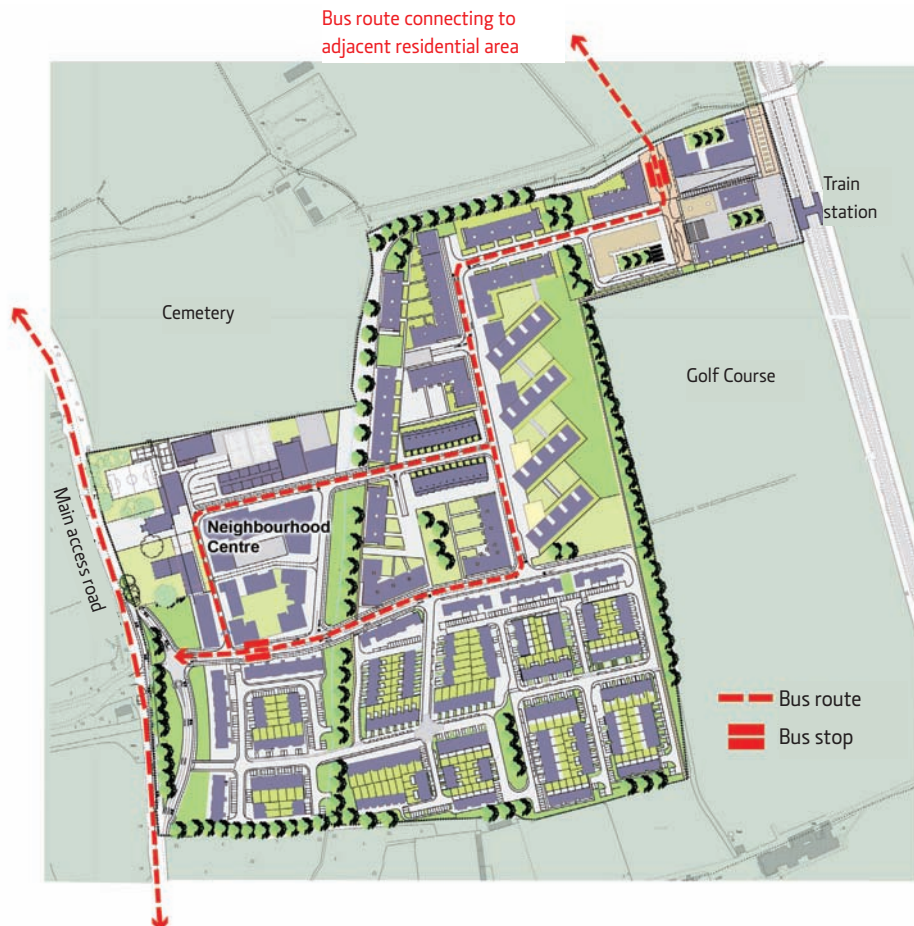 Bus route connecting to
adjacent residential area
Train
station
Cemetery
Golf Course
Main access road
Neighbourhood
Centre
Bus route
Bus stop